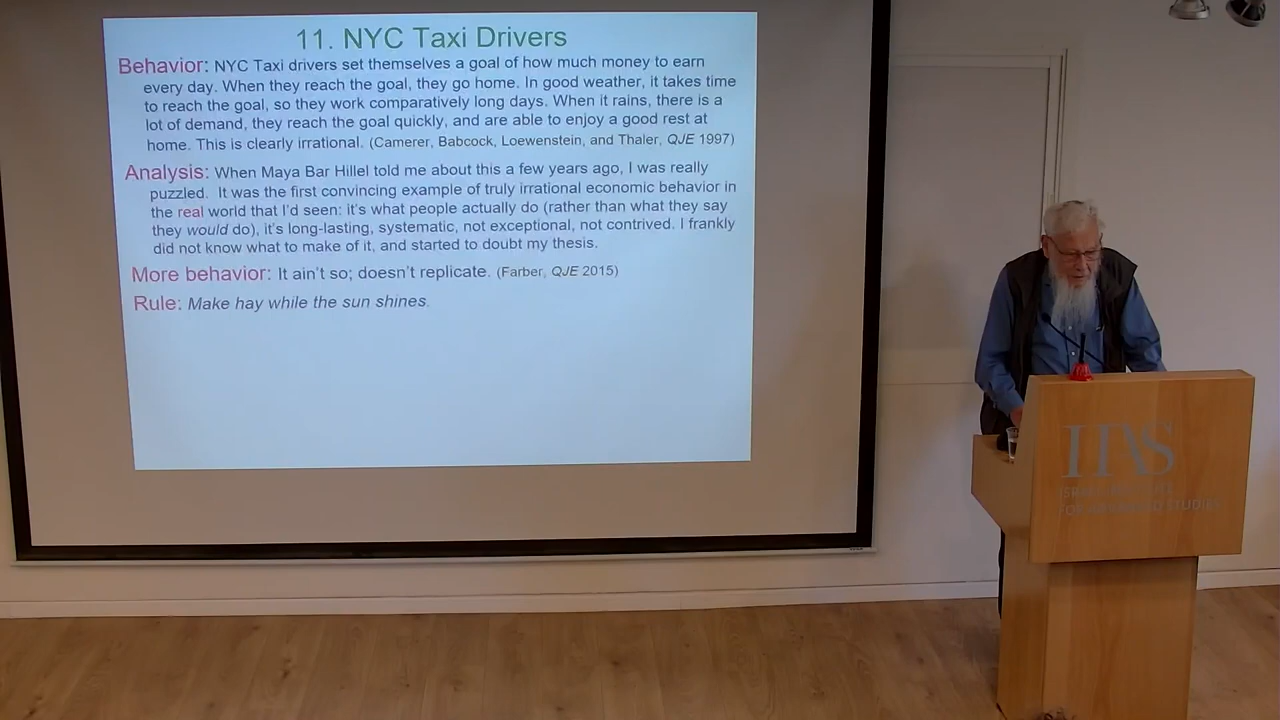 11. NYC Taxi Drivers
Behavior: NYC Taxi drivers set themselves a goal of how much money to earn
every day. When they reach the goal, they go home. In good weather, it takes time
to reach the goal, so they work comparatively long days. When it rains, there is a
lot of demand, they reach the goal quickly, and are able to enjoy a good rest at
home. This is clearly irrational. (Camerer, Babcock, Loewenstein, and Thaler, QJE 1997)
Analysis: When Maya Bar Hillel told me about this a few years ago, I was really
puzzled. It was the first convincing example of truly irrational economic behavior in
the real world that I'd seen: it's what people actually do (rather than what they say
they would do), it's long-lasting, systematic, not exceptional, not contrived. I frankly
did not know what to make of it, and started to doubt my thesis.
More behavior: It ain't so; doesn't replicate. (Farber, QJE 2015)
Rule: Make hay while the sun shines.
IIAS
ISRAEL INSTITUTE
FOR ADVANCED STUDIES